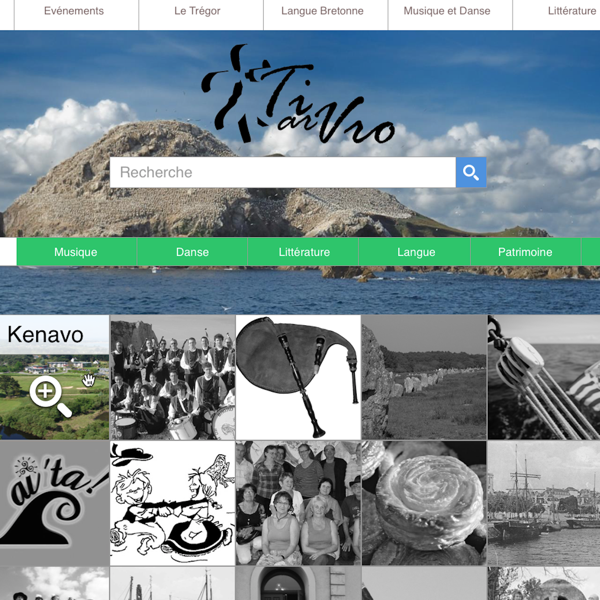 Evénements
Le Trégor
Langue Bretonne
Musique et Danse
Littérature
Ti
ar Vro
Recherche
Musique
Danse
Littérature
Langue
Patrimoine
Kenavo
av'ta!